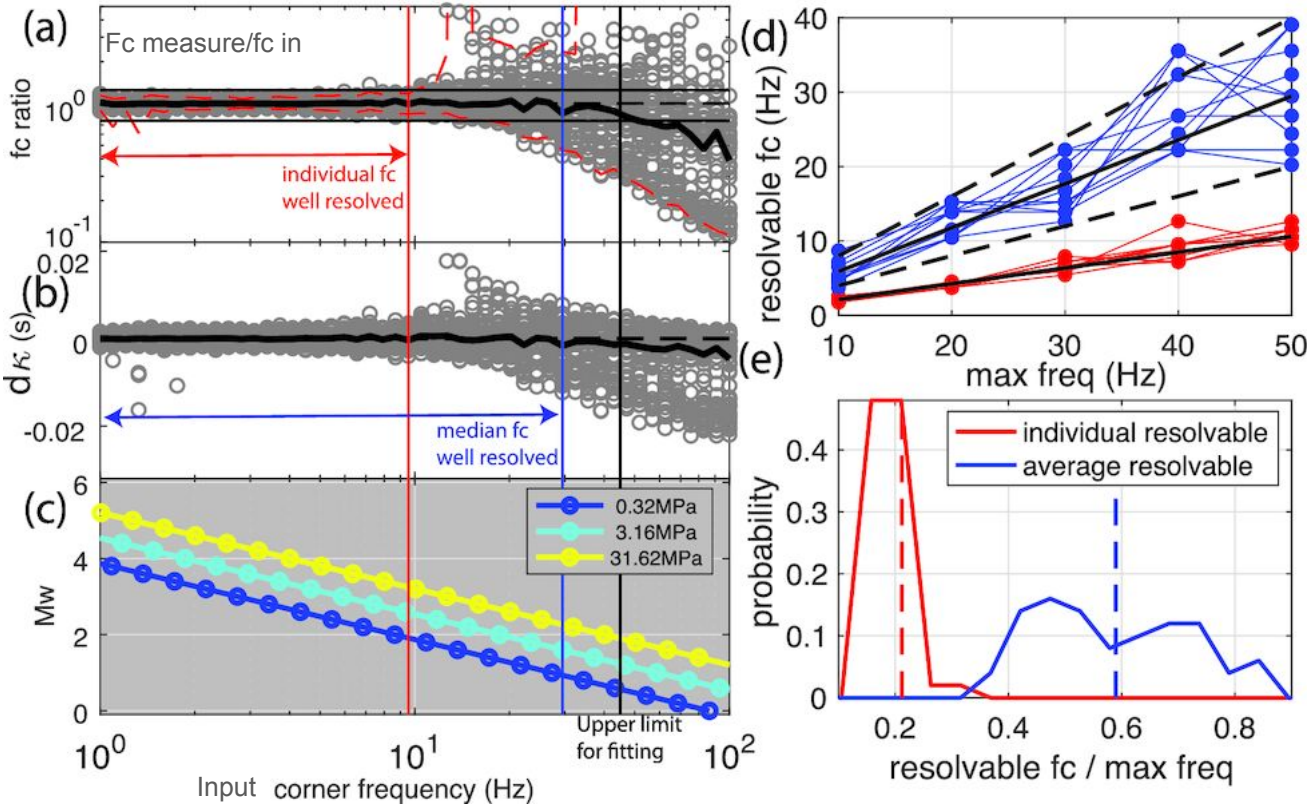 (a)
Fc measure/fc in
fc ratio
10^0
10^-1
individual fc
well resolved
(b)
dκ (s)
0.02
0
-0.02
median fc
well resolved
(c)
Mw
6
4
2
0
0.32MPa
3.16MPa
31.62MPa
Upper limit
for fitting
10^0
10^1
10^2
Input corner frequency (Hz)
(d)
resolvable fc (Hz)
40
30
20
10
0
10 20 30 40 50
max freq (Hz)
(e)
probability
0.4
0.3
0.2
0.1
0
individual resolvable
average resolvable
0.2 0.4 0.6 0.8
resolvable fc / max freq